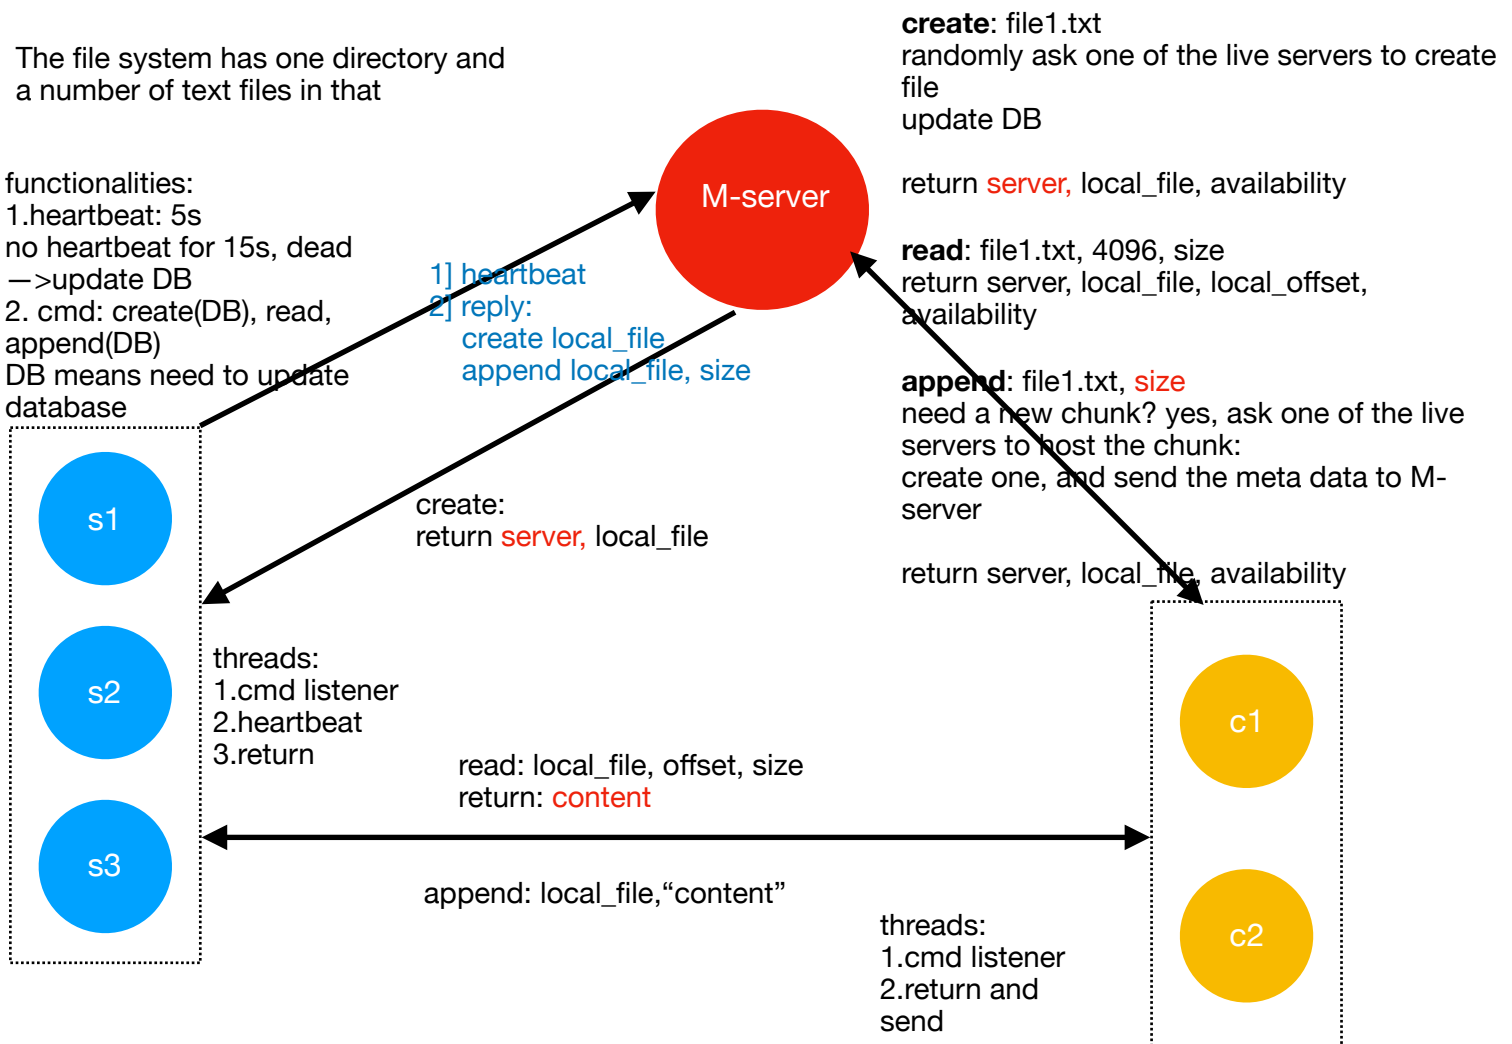 The file system has one directory and
a number of text files in that
functionalities:
1.heartbeat: 5s
no heartbeat for 15s, dead
—>update DB
2. cmd: create(DB), read,
append(DB)
DB means need to update
database
M-server
1] heartbeat
2] reply:
create local_file
append local_file, size
create: file1.txt
randomly ask one of the live servers to create
file
update DB
return server, local_file, availability
read: file1.txt, 4096, size
return server, local_file, local_offset,
availability
append: file1.txt, size
need a new chunk? yes, ask one of the live
servers to host the chunk:
create one, and send the meta data to M-
server
return server, local_file, availability
create:
return server, local_file
s1
s2
s3
threads:
1.cmd listener
2.heartbeat
3.return
read: local_file, offset, size
return: content
append: local_file,“content”
threads:
1.cmd listener
2.return and
send
c1
c2